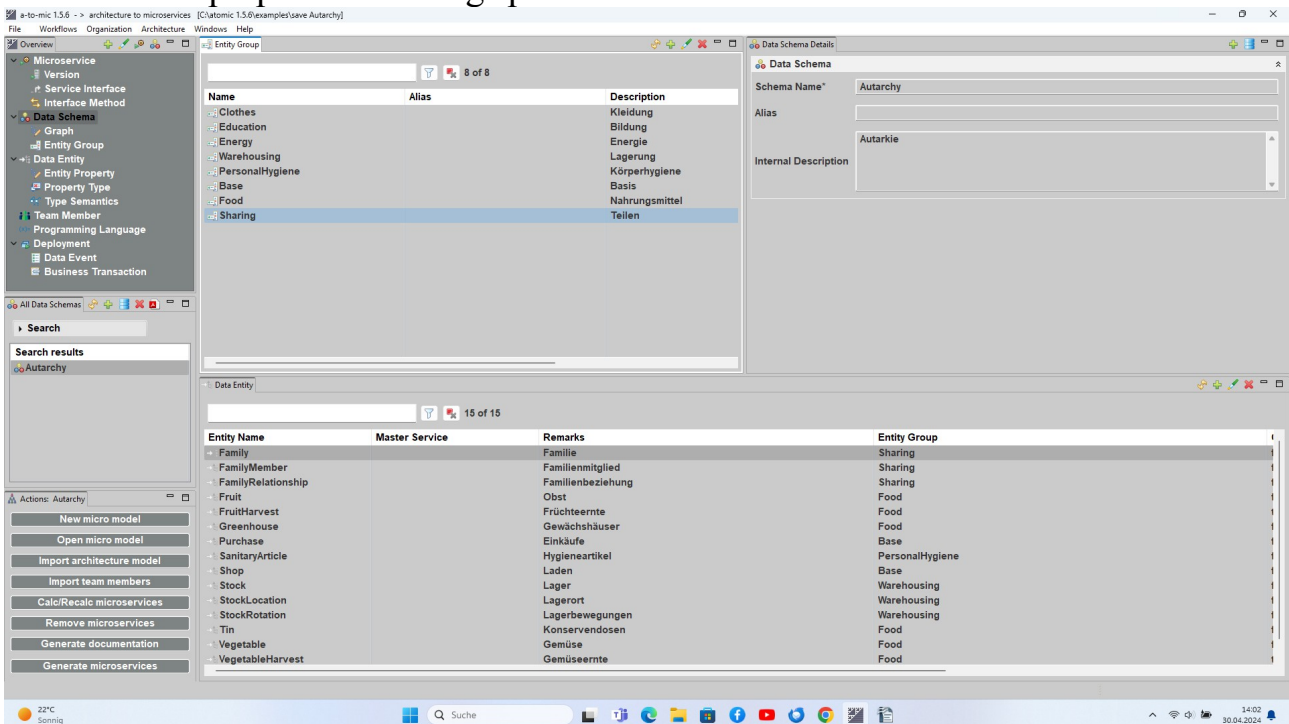 a-to-mic 1.5.6 - > architecture to microservices [C:\atomic 1.5.6\examples\save Autarchy]
File Workflows Organization Architecture Windows Help
Overview
Microservice
Version
Service Interface
Interface Method
Data Schema
Graph
Entity Group
Data Entity
Entity Property
Property Type
Type Semantics
Team Member
Programming Language
Deployment
Data Event
Business Transaction
All Data Schemas
Search
Search results
Autarchy
Actions: Autarchy
New micro model
Open micro model
Import architecture model
Import team members
Calc/Recalc microservices
Remove microservices
Generate documentation
Generate microservices
Entity Group
8 of 8
Name Alias Description
Clothes Kleidung
Education Bildung
Energy Energie
Warehousing Lagerung
PersonalHygiene Körperhygiene
Base Basis
Food Nahrungsmittel
Sharing Teilen
Data Schema Details
Data Schema
Schema Name* Autarchy
Alias
Internal Description Autarkie
Data Entity
15 of 15
Entity Name Master Service Remarks Entity Group
Family Familie Sharing
FamilyMember Familienmitglied Sharing
FamilyRelationship Familienbeziehung Sharing
Fruit Obst Food
FruitHarvest Früchteernte Food
Greenhouse Gewächshäuser Food
Purchase Einkäufe Base
SanitaryArticle Hygieneartikel PersonalHygiene
Shop Laden Base
Stock Lager Warehousing
StockLocation Lagerort Warehousing
StockRotation Lagerbewegungen Warehousing
Tin Konservendosen Food
Vegetable Gemüse Food
VegetableHarvest Gemüseernte Food
22°C
Sonnig
Suche
14:02
30.04.2024